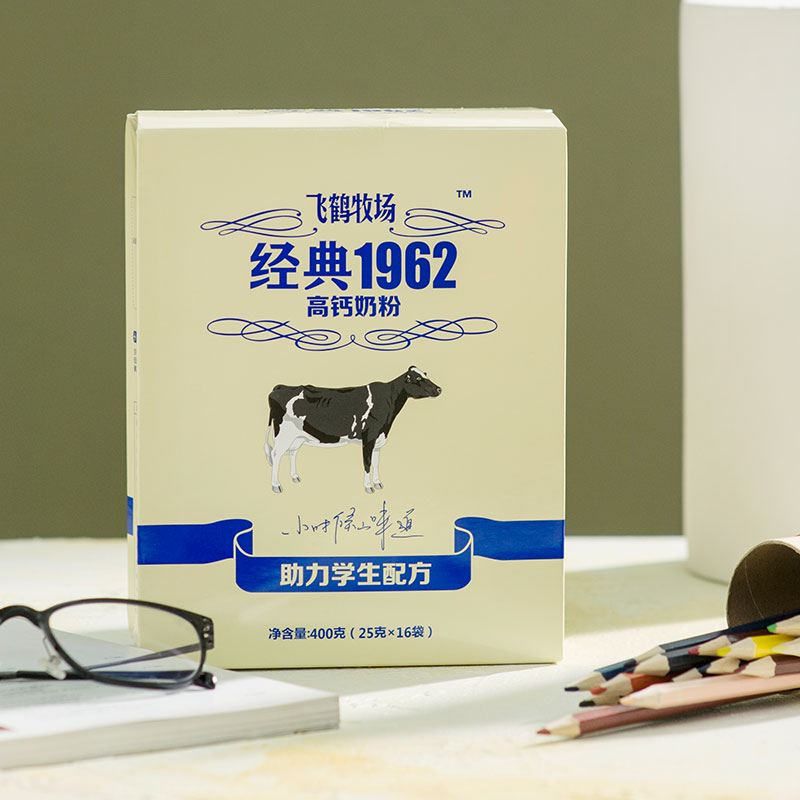 飞鹤牧场
TM
经典1962
高钙奶粉
小时候的味道
助力学生配方
净含量:400克（25克×16袋）